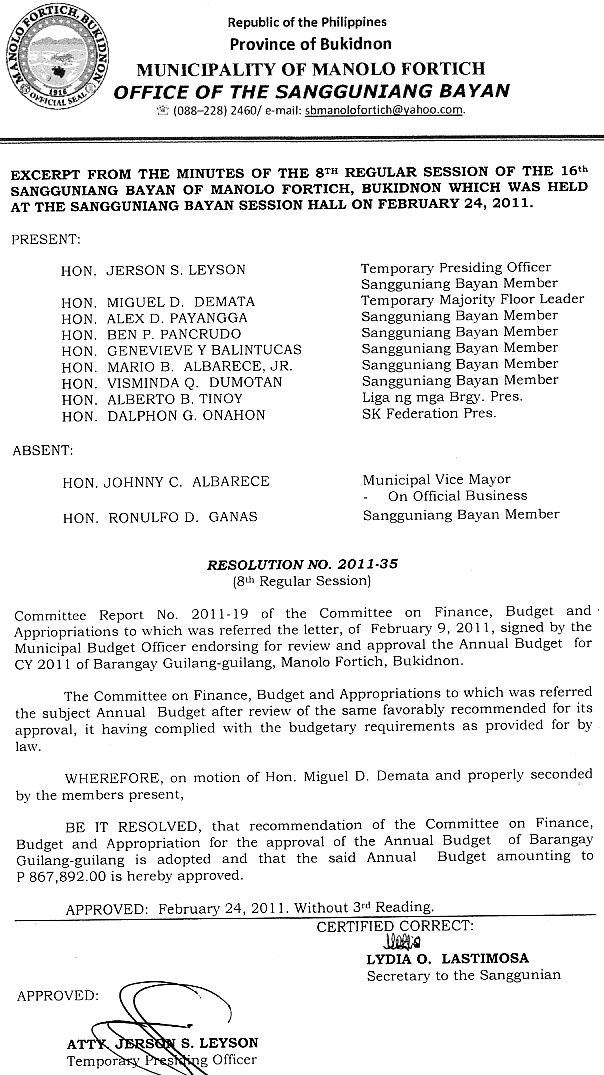 Republic of the Philippines
Province of Bukidnon
MUNICIPALITY OF MANOLO FORTICH
OFFICE OF THE SANGGUNIANG BAYAN
☏ (088–228) 2460/ e-mail: sbmanolofortich@yahoo.com.
MANOLO FORTICH, BUKIDNON
1916
OFFICIAL SEAL
EXCERPT FROM THE MINUTES OF THE 8TH REGULAR SESSION OF THE 16th
SANGGUNIANG BAYAN OF MANOLO FORTICH, BUKIDNON WHICH WAS HELD
AT THE SANGGUNIANG BAYAN SESSION HALL ON FEBRUARY 24, 2011.
PRESENT:
HON. JERSON S. LEYSON Temporary Presiding Officer
Sangguniang Bayan Member
HON. MIGUEL D. DEMATA Temporary Majority Floor Leader
HON. ALEX D. PAYANGGA Sangguniang Bayan Member
HON. BEN P. PANCRUDO Sangguniang Bayan Member
HON. GENEVIEVE Y BALINTUCAS Sangguniang Bayan Member
HON. MARIO B. ALBARECE, JR. Sangguniang Bayan Member
HON. VISMINDA Q. DUMOTAN Sangguniang Bayan Member
HON. ALBERTO B. TINOY Liga ng mga Brgy. Pres.
HON. DALPHON G. ONAHON SK Federation Pres.
ABSENT:
HON. JOHNNY C. ALBARECE Municipal Vice Mayor
- On Official Business
HON. RONULFO D. GANAS Sangguniang Bayan Member
RESOLUTION NO. 2011-35
(8th Regular Session)
Committee Report No. 2011-19 of the Committee on Finance, Budget and
Appriopriations to which was referred the letter, of February 9, 2011, signed by the
Municipal Budget Officer endorsing for review and approval the Annual Budget for
CY 2011 of Barangay Guilang-guilang, Manolo Fortich, Bukidnon.
The Committee on Finance, Budget and Appropriations to which was referred
the subject Annual Budget after review of the same favorably recommended for its
approval, it having complied with the budgetary requirements as provided for by
law.
WHEREFORE, on motion of Hon. Miguel D. Demata and properly seconded
by the members present,
BE IT RESOLVED, that recommendation of the Committee on Finance,
Budget and Appropriation for the approval of the Annual Budget of Barangay
Guilang-guilang is adopted and that the said Annual Budget amounting to
P 867,892.00 is hereby approved.
APPROVED: February 24, 2011. Without 3rd Reading.
CERTIFIED CORRECT:
LYDIA O. LASTIMOSA
Secretary to the Sanggunian
APPROVED:
ATTY. JERSON S. LEYSON
Temporary Presiding Officer